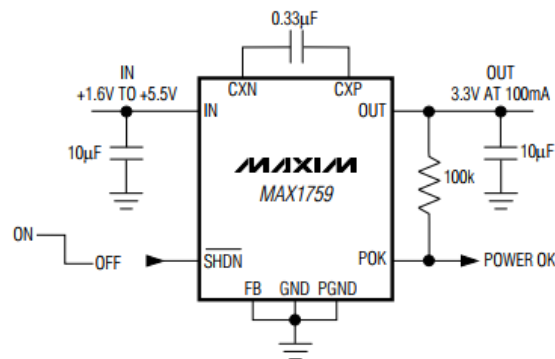 0.33µF
IN
+1.6V TO +5.5V
OUT
3.3V AT 100mA
CXN
CXP
IN
OUT
10µF
10µF
MAXIM
MAX1759
100k
ON
OFF
SHDN
POK
POWER OK
FB
GND
PGND